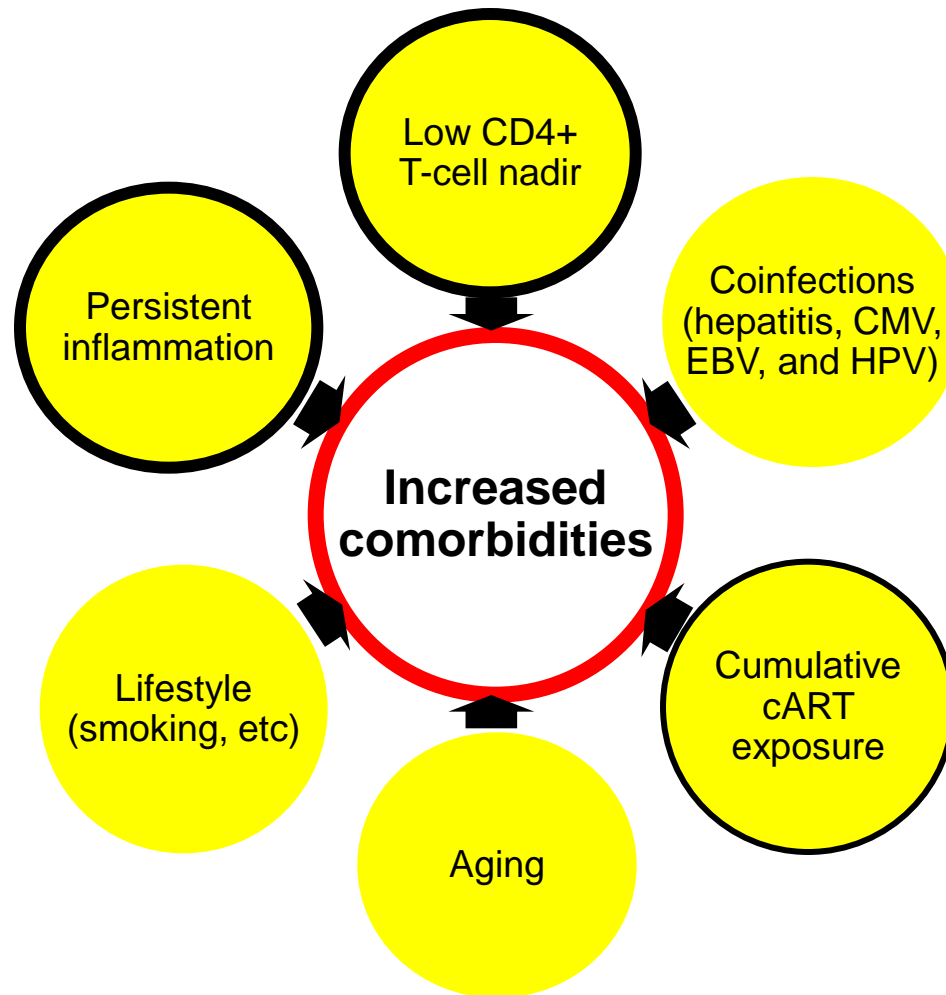 Low CD4+
T-cell nadir
Persistent
inflammation
Coinfections
(hepatitis, CMV,
EBV, and HPV)
Increased
comorbidities
Lifestyle
(smoking, etc)
Cumulative
cART
exposure
Aging